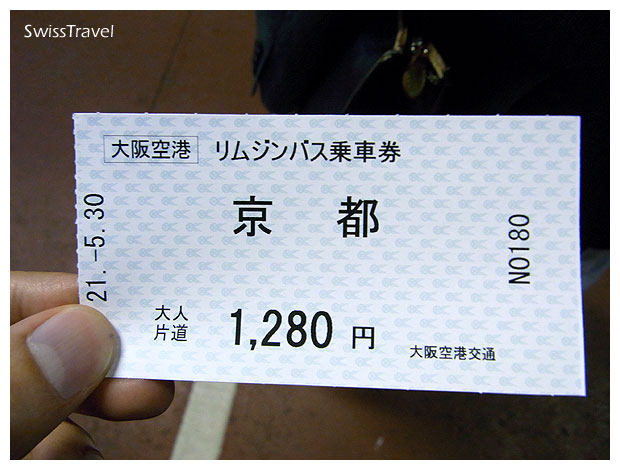 SwissTravel
大阪空港 リムジンバス乗車券
京 都
21.-5.30
NO180
大人
片道
1,280 円
大阪空港交通